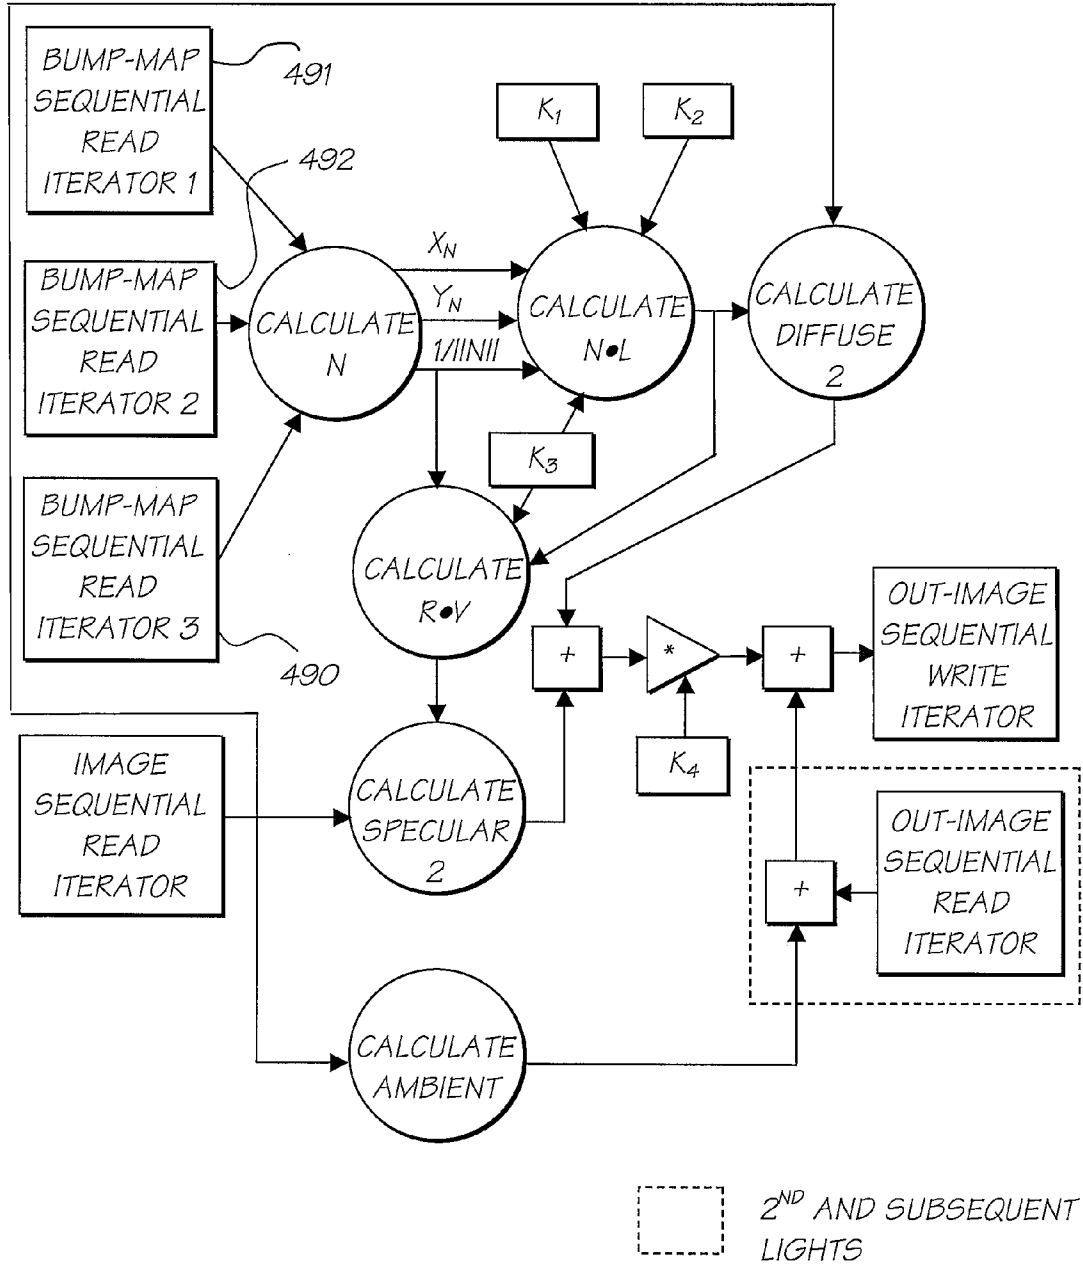 BUMP-MAP
SEQUENTIAL
READ
ITERATOR 1
491
K1
K2
492
BUMP-MAP
SEQUENTIAL
READ
ITERATOR 2
CALCULATE
N
XN
YN
1/||N||
CALCULATE
N•L
CALCULATE
DIFFUSE
2
K3
BUMP-MAP
SEQUENTIAL
READ
ITERATOR 3
490
CALCULATE
R•V
+
*
+
OUT-IMAGE
SEQUENTIAL
WRITE
ITERATOR
K4
IMAGE
SEQUENTIAL
READ
ITERATOR
CALCULATE
SPECULAR
2
OUT-IMAGE
SEQUENTIAL
READ
ITERATOR
+
CALCULATE
AMBIENT
2ND AND SUBSEQUENT
LIGHTS